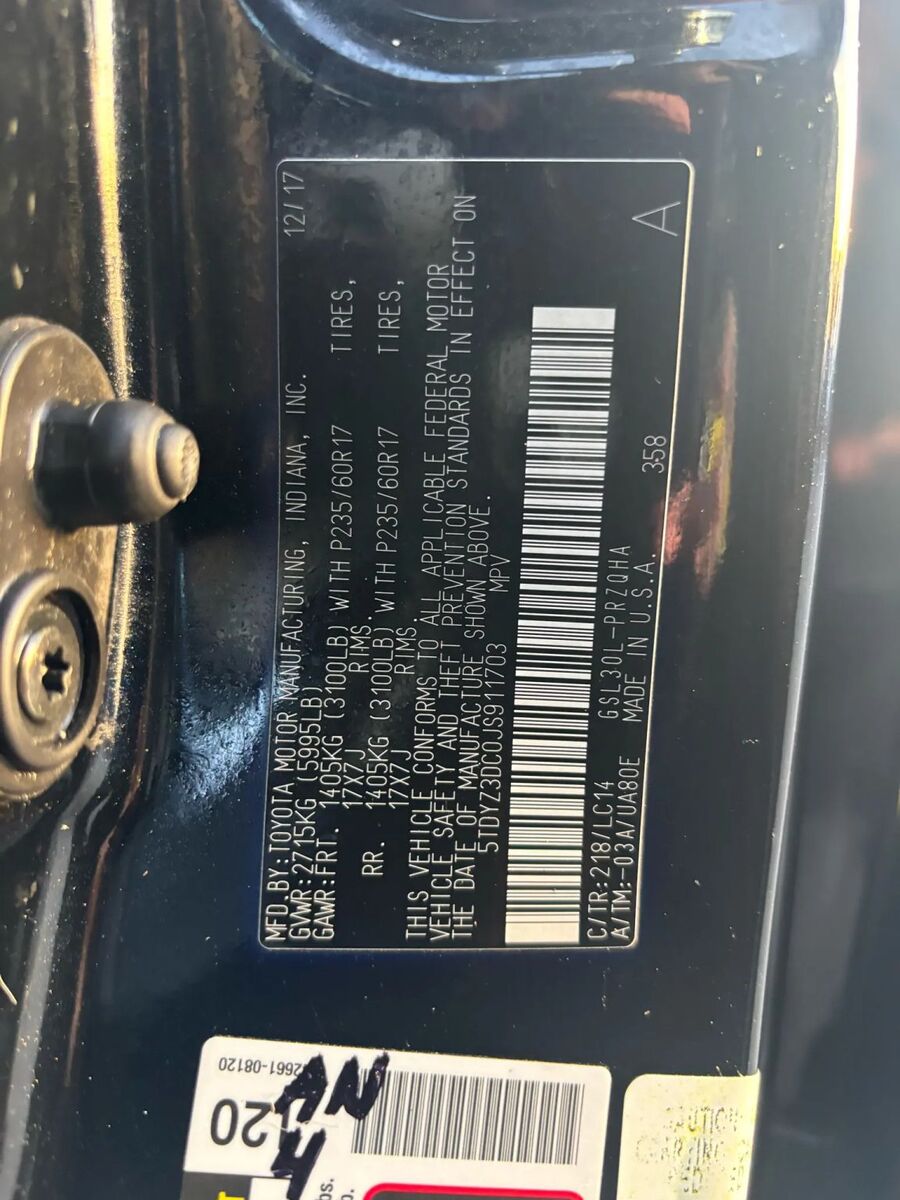 MFD.BY:TOYOTA MOTOR MANUFACTURING, INDIANA, INC. 12/17
GVWR:2715KG (5995LB)
GAWR:FRT. 1405KG (3100LB) WITH P235/60R17 TIRES,
17X7J RIMS.
RR. 1405KG (3100LB) WITH P235/60R17 TIRES,
17X7J RIMS.
THIS VEHICLE CONFORMS TO ALL APPLICABLE FEDERAL MOTOR
VEHICLE SAFETY AND THEFT PREVENTION STANDARDS IN EFFECT ON
THE DATE OF MANUFACTURE SHOWN ABOVE.
5TDYZ3DC0JS911703 MPV
C/TR:218/LC14 GSL30L-PRZQHA 358
A/TM:-03A/UA80E MADE IN U.S.A. A
2661-08120
20
CAUTION